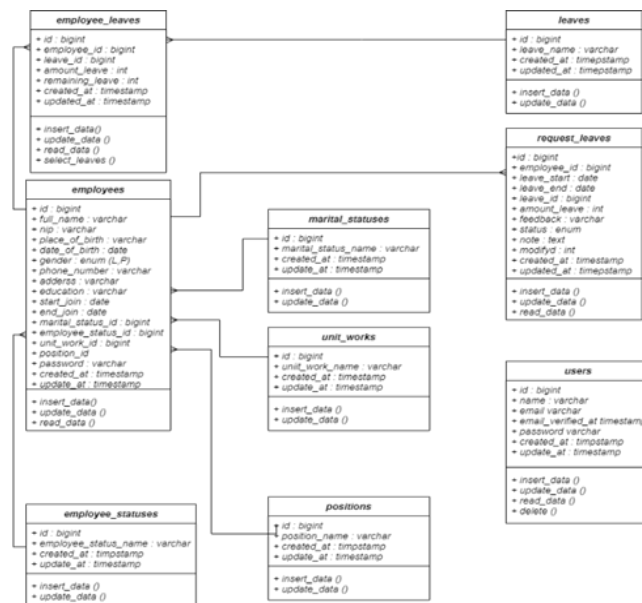 employee_leaves
+ id : bigint
+ employee_id : bigint
+ leave_id : bigint
+ amount_leave : int
+ remaining_leave : int
+ created_at : timestamp
+ updated_at : timestamp
+ insert_data()
+ update_data ()
+ read_data ()
+ select_leaves ()
leaves
+ id : bigint
+ leave_name : varchar
+ created_at : timepstamp
+ updated_at : timepstamp
+ insert_data ()
+ update_data ()
request_leaves
+id : bigint
+ employee_id : bigint
+ leave_start : date
+ leave_end : date
+ leave_id : bigint
+ amount_leave : int
+ feedback : varchar
+ status : enum
+ note : text
+ modifyd : int
+ created_at : timestamp
+ updated_at : timepstamp
+ insert_data ()
+ update_data ()
+ read_data ()
employees
+ id : bigint
+ full_name : varchar
+ nip : varchar
+ place_of_birth : varchar
+ date_of_birth : date
+ gender : enum (L,P)
+ phone_number : varchar
+ adderss : varchar
+ education : varchar
+ start_join : date
+ end_join : date
+ marital_status_id : bigint
+ employee_status_id : bigint
+ unit_work_id : bigint
+ position_id
+ password : varchar
+ created_at : timestamp
+ update_at : timestamp
+ insert_data()
+ update_data ()
+ read_data ()
marital_statuses
+ id : bigint
+ marital_status_name : varchar
+ created_at : timestamp
+ update_at : timestamp
+ insert_data ()
+ update_data ()
unit_works
+ id : bigint
+ uniit_work_name : varchar
+ created_at : timestamp
+ update_at : timestamp
+ insert_data ()
+ update_data ()
users
+ id : bigint
+ name : varchar
+ email varchar
+ email_verified_at timestamp
+ password varchar
+ created_at : timpstamp
+ update_at : timestamp
+ insert_data ()
+ update_data ()
+ read_data ()
+ delete ()
employee_statuses
+ id : bigint
+ employee_status_name : varchar
+ created_at : timpstamp
+ update_at : timestamp
+ insert_data ()
+ update_data ()
positions
+ id : bigint
+ position_name : varchar
+ created_at : timpstamp
+ update_at : timestamp
+ insert_data ()
+ update_data ()